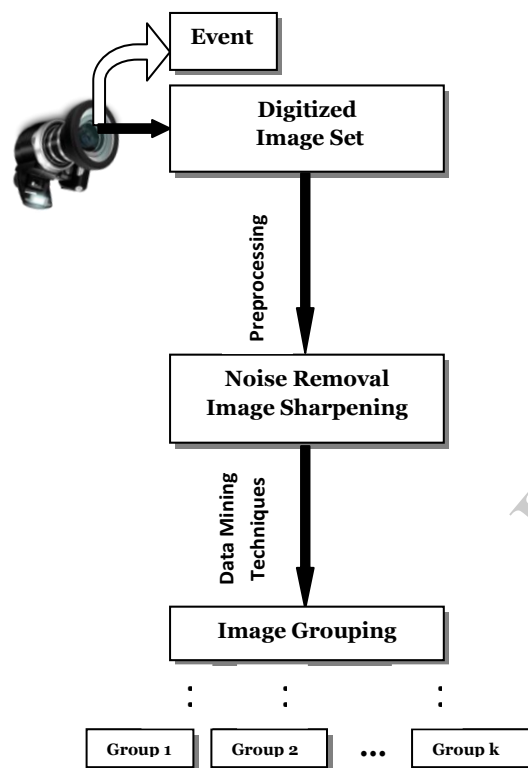 Event
Digitized
Image Set
Preprocessing
Noise Removal
Image Sharpening
Data Mining
Techniques
Image Grouping
: : :
Group 1 Group 2 ... Group k